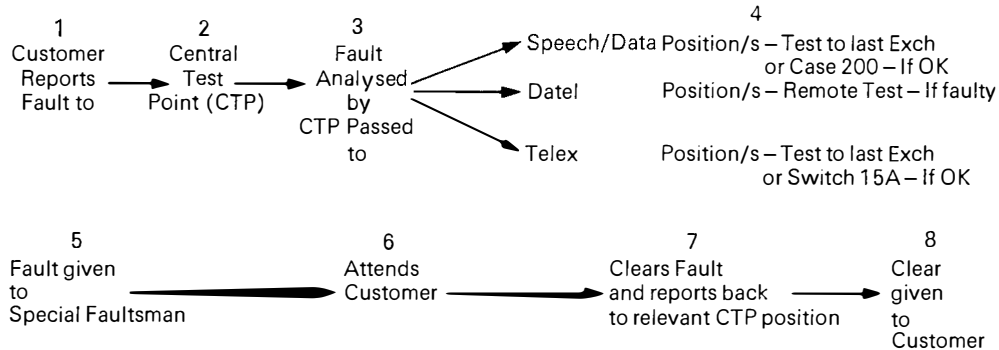 1
Customer
Reports
Fault to
2
Central
Test
Point (CTP)
3
Fault
Analysed
by
CTP Passed
to
4
Speech/Data Position/s – Test to last Exch
or Case 200 – If OK
Datel Position/s – Remote Test – If faulty
Telex Position/s – Test to last Exch
or Switch 15A – If OK
5
Fault given
to
Special Faultsman
6
Attends
Customer
7
Clears Fault
and reports back
to relevant CTP position
8
Clear
given
to
Customer